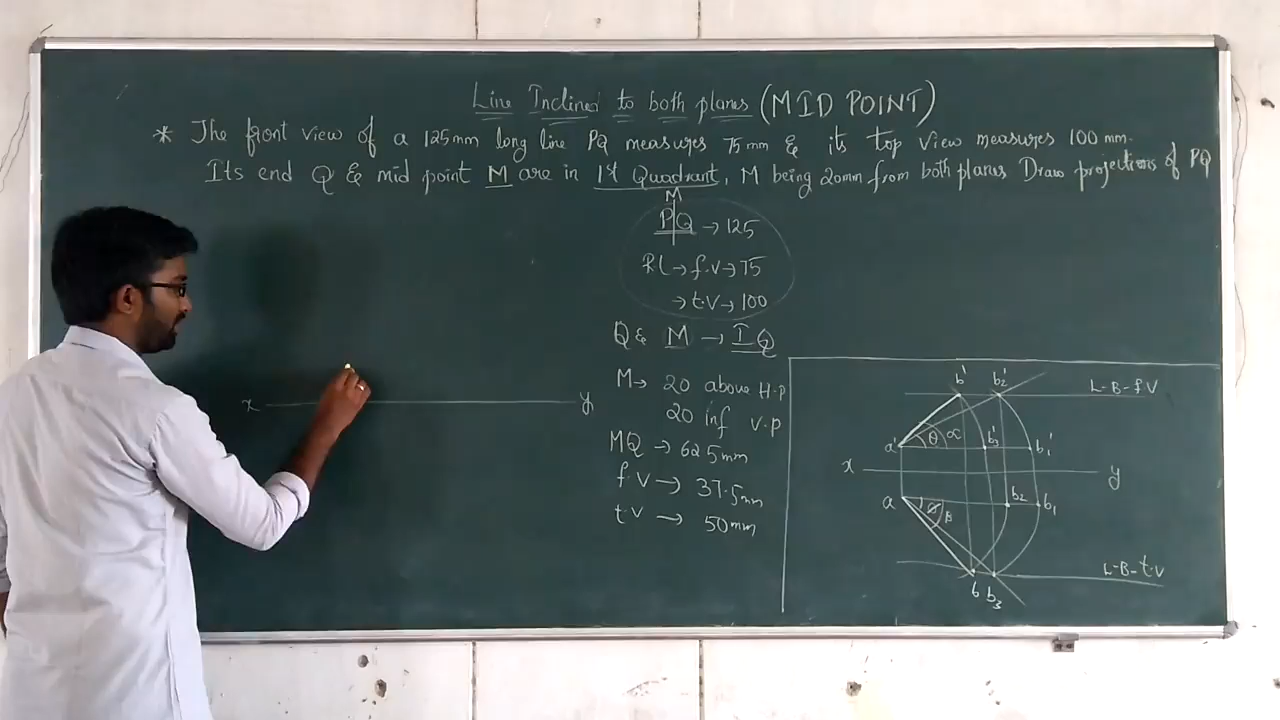 Line Inclined to both planes (MID POINT)
* The front view of a 125mm long line PQ measures 75mm & its top View measures 100mm.
Its end Q & mid point M are in 1st Quadrant, M being 20mm from both planes Draw projections of PQ
M
PQ → 125
→ f.v → 75
→ t.v → 100
Q & M → I Q
M → 20 above H.p
20 inf v.p
MQ → 62.5mm
f.v → 37.5mm
t.v → 50mm
x y
b' b2' L-B-fV
a' θ α b3' b1'
x y
a Ø β b2 b1
L-B-t.V
b b3